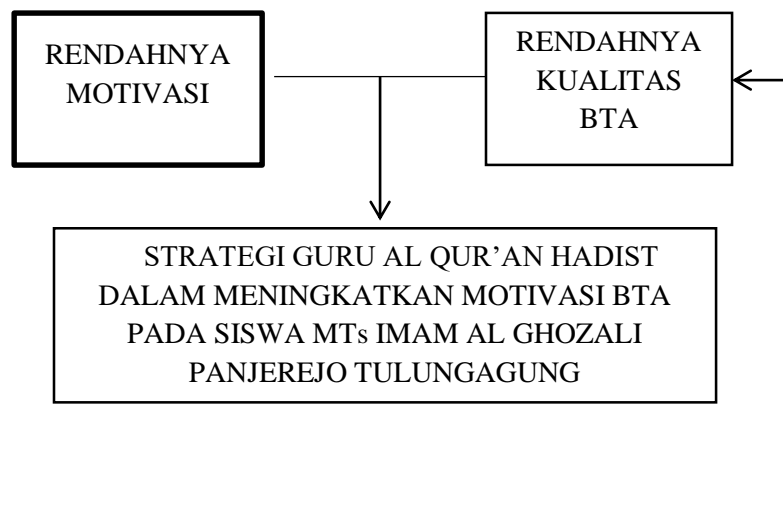 RENDAHNYA
MOTIVASI
RENDAHNYA
KUALITAS
BTA
STRATEGI GURU AL QUR’AN HADIST
DALAM MENINGKATKAN MOTIVASI BTA
PADA SISWA MTs IMAM AL GHOZALI
PANJEREJO TULUNGAGUNG